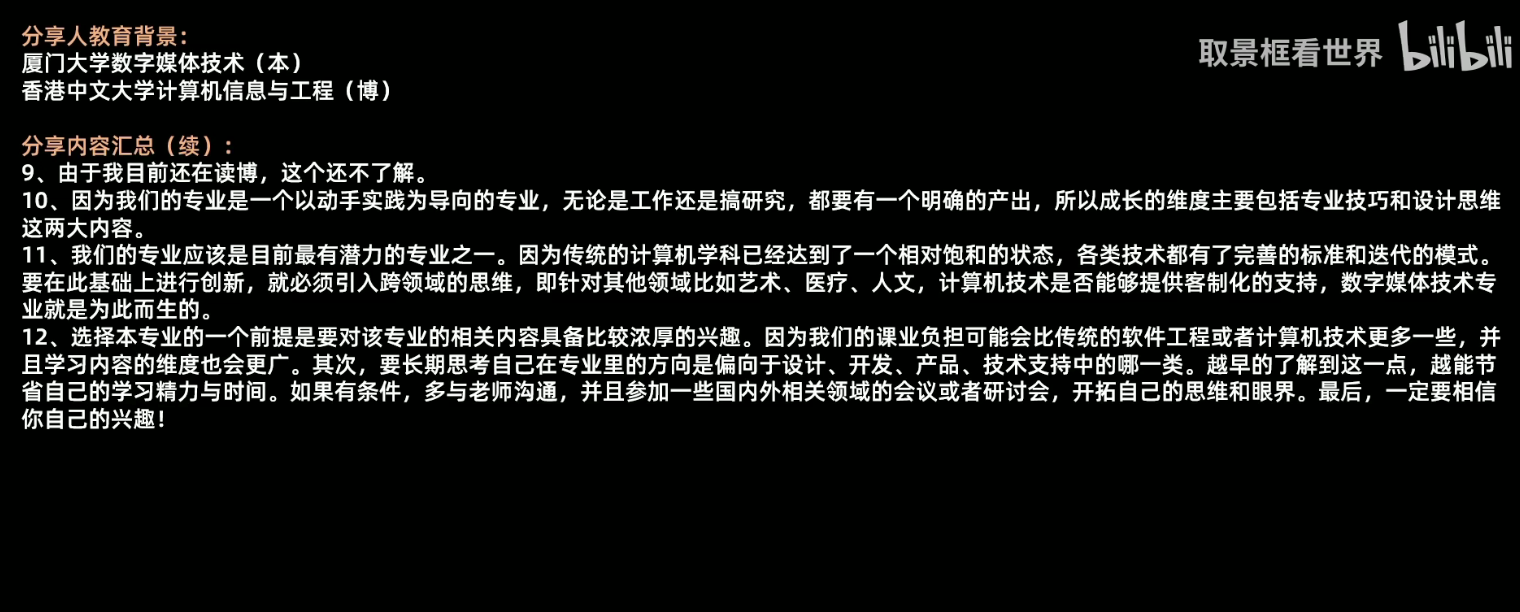 分享人教育背景：
取景框看世界 bilibili
厦门大学数字媒体技术（本）
香港中文大学计算机信息与工程（博）
分享内容汇总（续）：
9、由于我目前还在读博，这个还不了解。
10、因为我们的专业是一个以动手实践为导向的专业，无论是工作还是搞研究，都要有一个明确的产出，所以成长的维度主要包括专业技巧和设计思维
这两大内容。
11、我们的专业应该是目前最有潜力的专业之一。因为传统的计算机学科已经达到了一个相对饱和的状态，各类技术都有了完善的标准和迭代的模式。
要在此基础上进行创新，就必须引入跨领域的思维，即针对其他领域比如艺术、医疗、人文，计算机技术是否能够提供客制化的支持，数字媒体技术专
业就是为此而生的。
12、选择本专业的一个前提是要对该专业的相关内容具备比较浓厚的兴趣。因为我们的课业负担可能会比传统的软件工程或者计算机技术更多一些，并
且学习内容的维度也会更广。其次，要长期思考自己在专业里的方向是偏向于设计、开发、产品、技术支持中的哪一类。越早的了解到这一点，越能节
省自己的学习精力与时间。如果有条件，多与老师沟通，并且参加一些国内外相关领域的会议或者研讨会，开拓自己的思维和眼界。最后，一定要相信
你自己的兴趣！